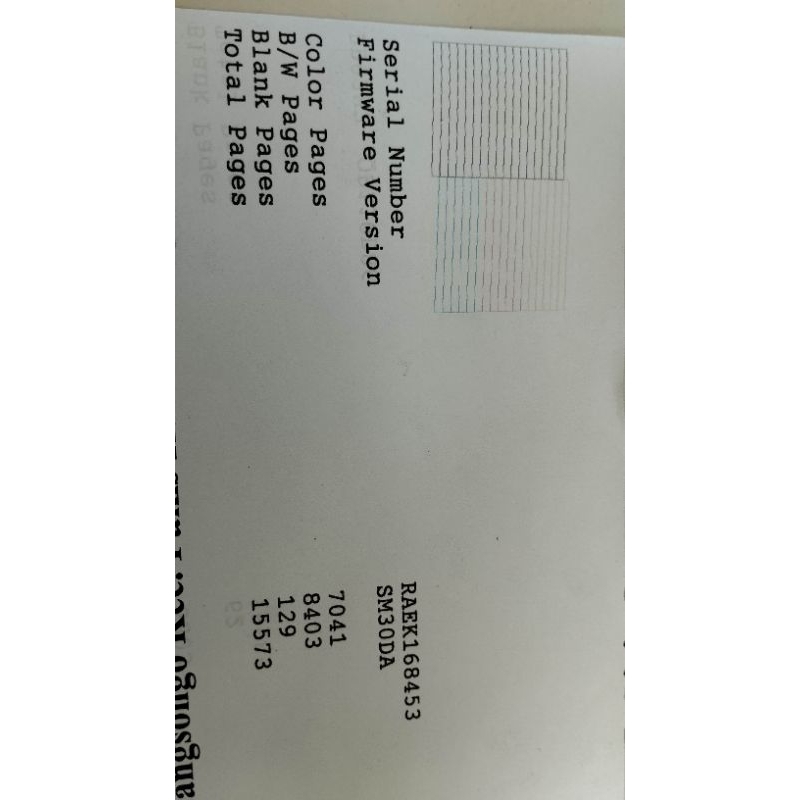 Serial Number RAEK168453
Firmware Version SM30DA
Color Pages 7041
B/W Pages 8403
Blank Pages 129
Total Pages 15573